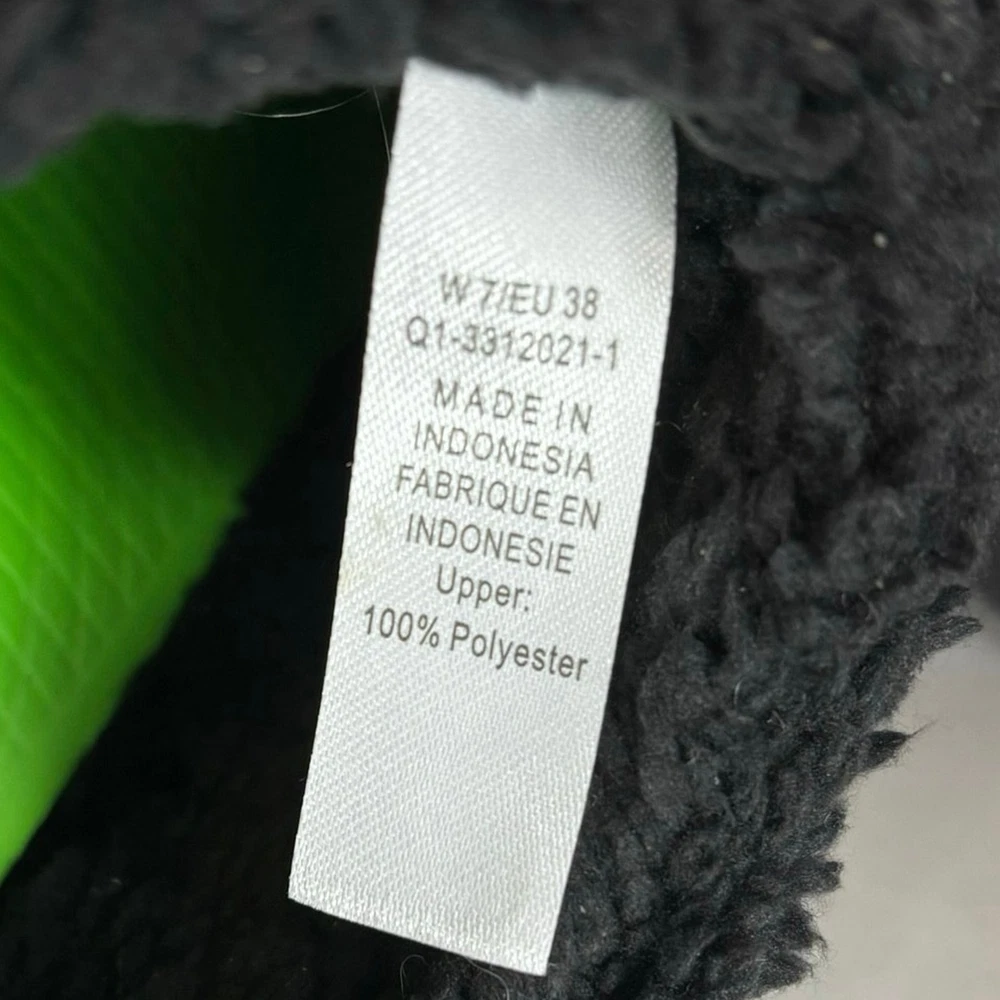 W 7/EU 38
Q1-3312021-1
MADE IN
INDONESIA
FABRIQUE EN
INDONESIE
Upper:
100% Polyester